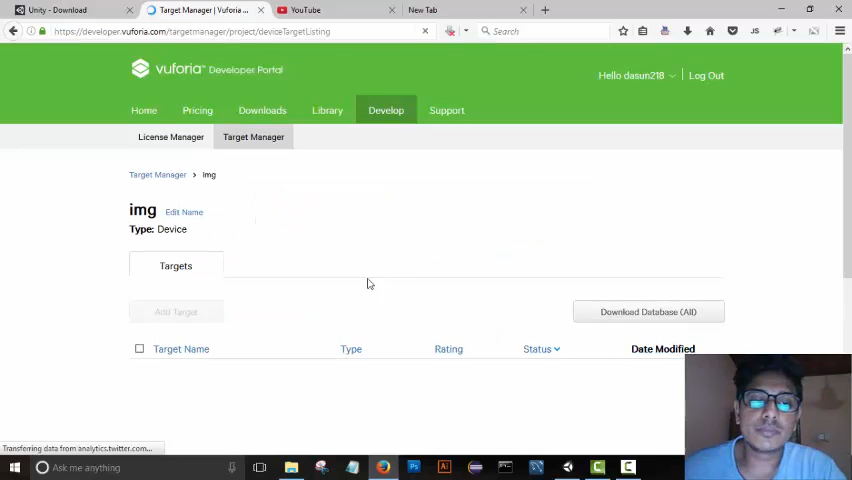 Unity - Download
Target Manager | Vuforia ...
YouTube
New Tab
https://developer.vuforia.com/targetmanager/project/deviceTargetListing
Search
JS
vuforia™ Developer Portal
Hello dasun218
Log Out
Home
Pricing
Downloads
Library
Develop
Support
License Manager
Target Manager
Target Manager > img
img
Edit Name
Type: Device
Targets
Add Target
Download Database (All)
Target Name
Type
Rating
Status
Date Modified
Transferring data from analytics.twitter.com...
Ask me anything
Ps
Ai